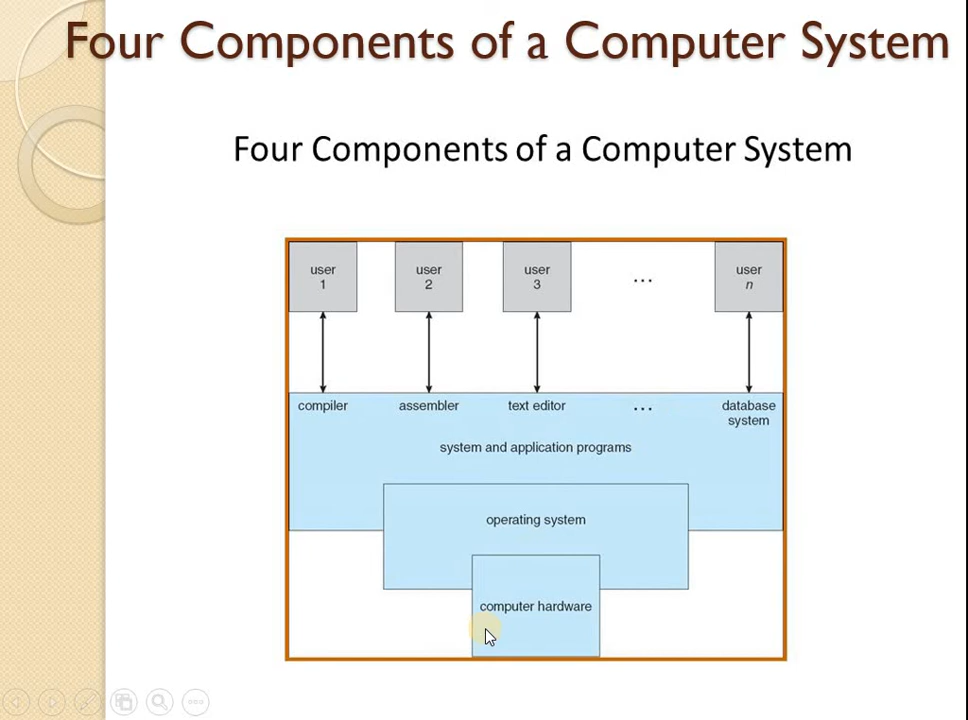 Four Components of a Computer System
Four Components of a Computer System
user user user ... user
1 2 3 n
compiler assembler text editor ... database
system
system and application programs
operating system
computer hardware